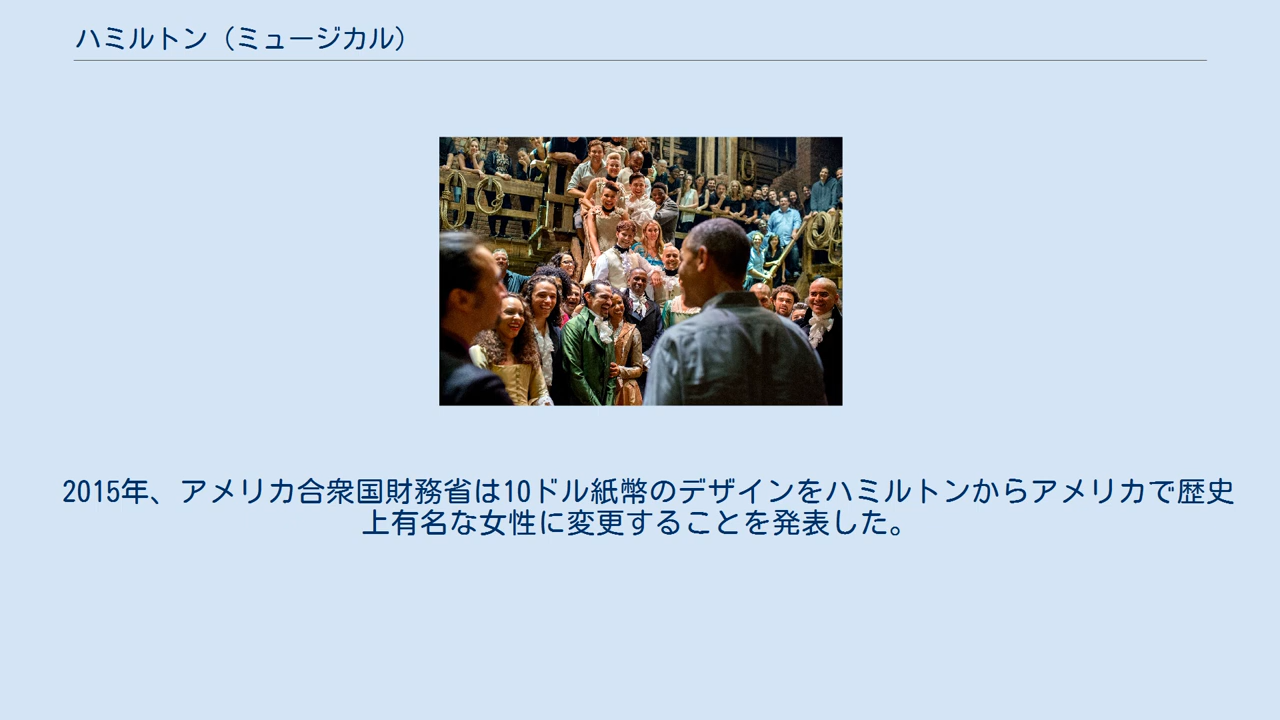 ハミルトン（ミュージカル）
2015年、アメリカ合衆国財務省は10ドル紙幣のデザインをハミルトンからアメリカで歴史
上有名な女性に変更することを発表した。